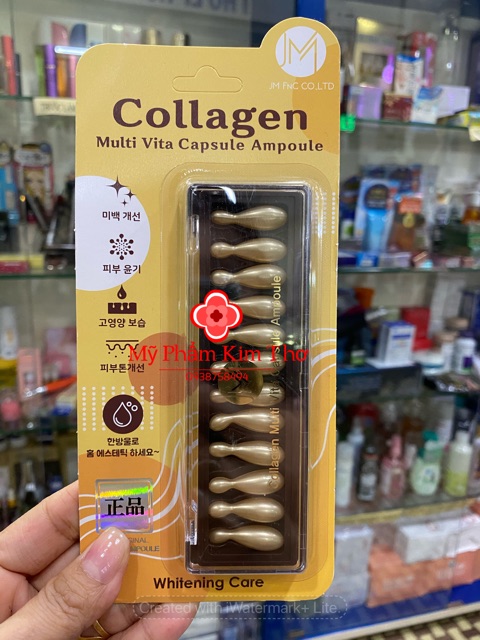 JM
JM FNC CO.,LTD
Collagen
Multi Vita Capsule Ampoule
미백 개선
피부 윤기
고영양 보습
피부톤개선
한방울로
홈 에스테틱 하세요~
Mỹ Phẩm Kim Thơ
Collagen Multi Vita Capsule Ampoule
正品
Whitening Care
Created with iWatermark+ Lite.